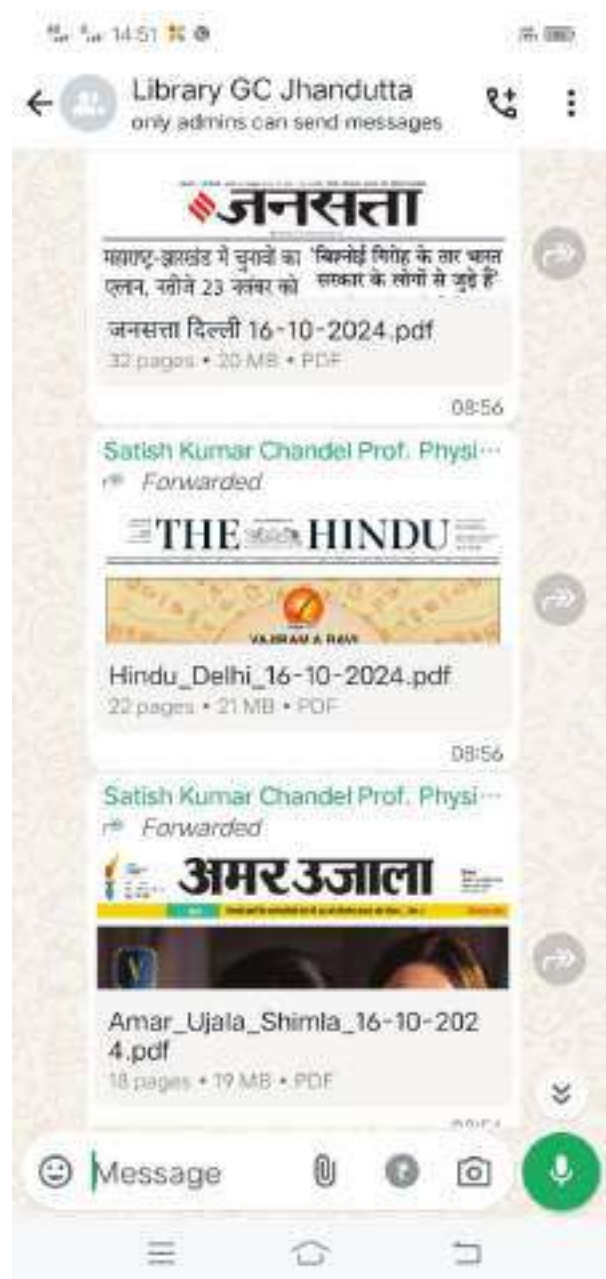 14:51
Library GC Jhandutta
only admins can send messages
जनसत्ता
महाराष्ट्र-झारखंड में चुनावों का
एलान, नतीजे 23 नवंबर को
'बिश्नोई गिरोह के तार भारत
सरकार के लोगों से जुड़े हैं'
जनसत्ता दिल्ली 16-10-2024.pdf
32 pages • 20 MB • PDF
08:56
Satish Kumar Chandel Prof. Physi...
Forwarded
THE HINDU
VAJIRAM & RAVI
Hindu_Delhi_16-10-2024.pdf
22 pages • 21 MB • PDF
08:56
Satish Kumar Chandel Prof. Physi...
Forwarded
अमर उजाला
Amar_Ujala_Shimla_16-10-202
4.pdf
18 pages • 19 MB • PDF
Message